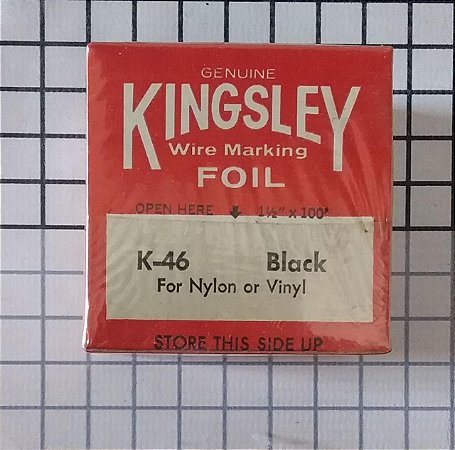 GENUINE
KINGSLEY
Wire Marking
FOIL
OPEN HERE ↓ 1½" x 100'
K-46 Black
For Nylon or Vinyl
STORE THIS SIDE UP